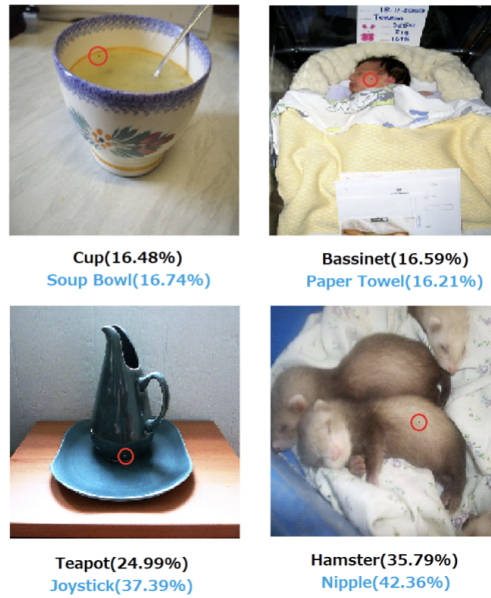 Cup(16.48%)
Soup Bowl(16.74%)
Bassinet(16.59%)
Paper Towel(16.21%)
Teapot(24.99%)
Joystick(37.39%)
Hamster(35.79%)
Nipple(42.36%)